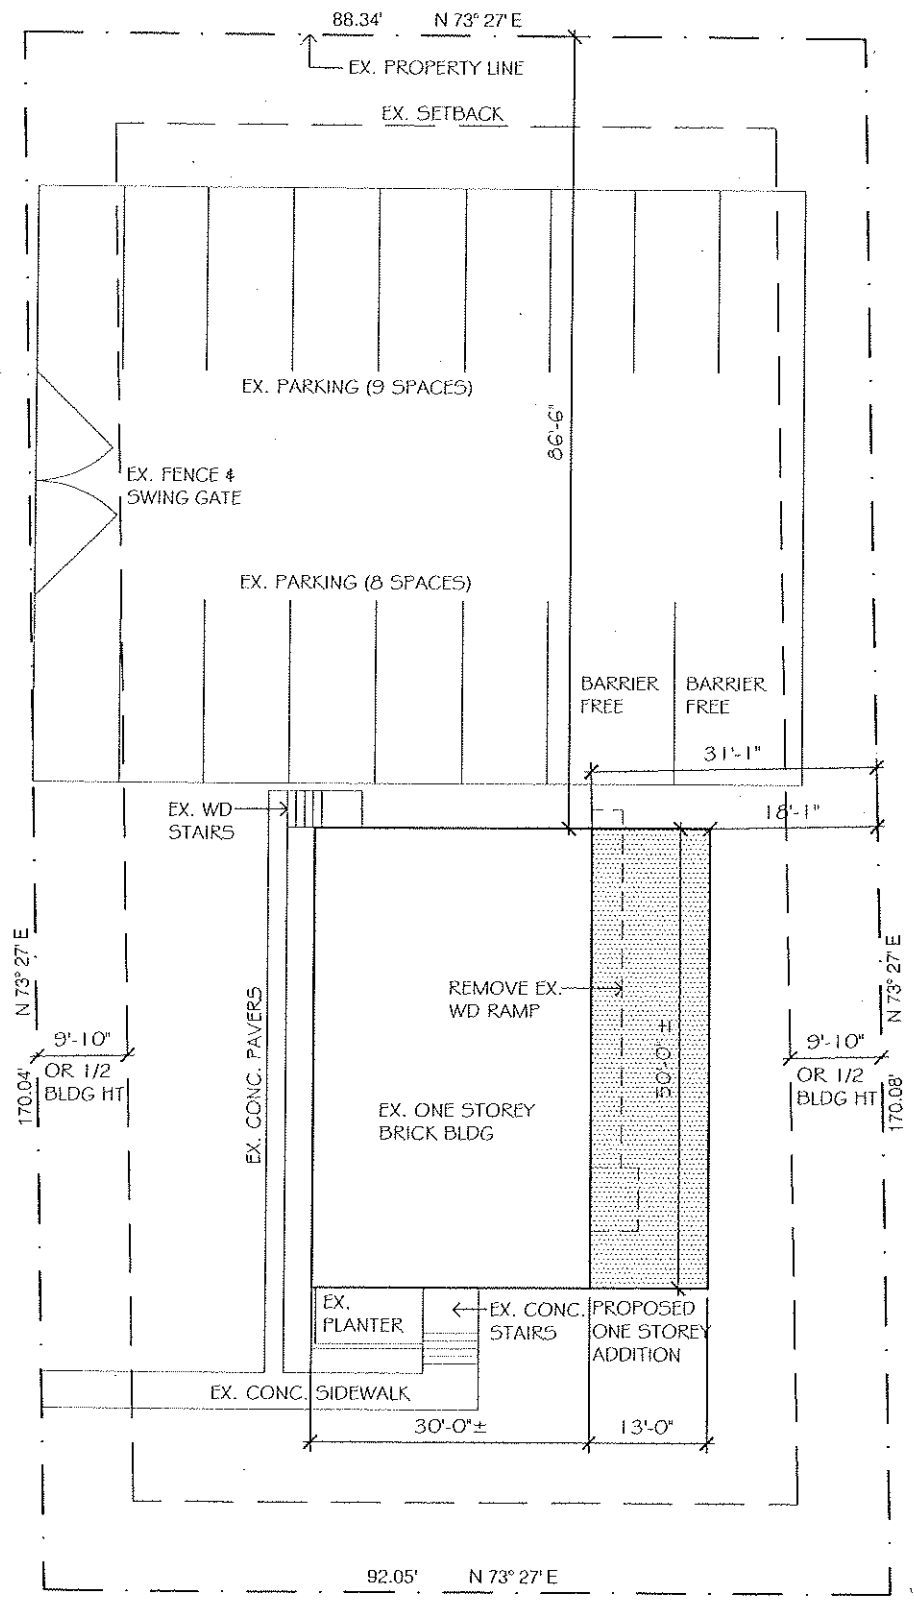 88.34' N 73° 27' E
EX. PROPERTY LINE
EX. SETBACK
EX. PARKING (9 SPACES)
86'-6"
EX. FENCE &
SWING GATE
EX. PARKING (8 SPACES)
BARRIER
FREE
BARRIER
FREE
31'-1"
EX. WD
STAIRS
18'-1"
N 73° 27' E
170.04'
9'-10"
OR 1/2
BLDG HT
EX. CONC. PAVERS
REMOVE EX.
WD RAMP
50'-0" ±
EX. ONE STOREY
BRICK BLDG
9'-10"
OR 1/2
BLDG HT
N 73° 27' E
170.08'
EX.
PLANTER
EX. CONC.
STAIRS
PROPOSED
ONE STOREY
ADDITION
EX. CONC. SIDEWALK
30'-0"±
13'-0"
92.05' N 73° 27' E